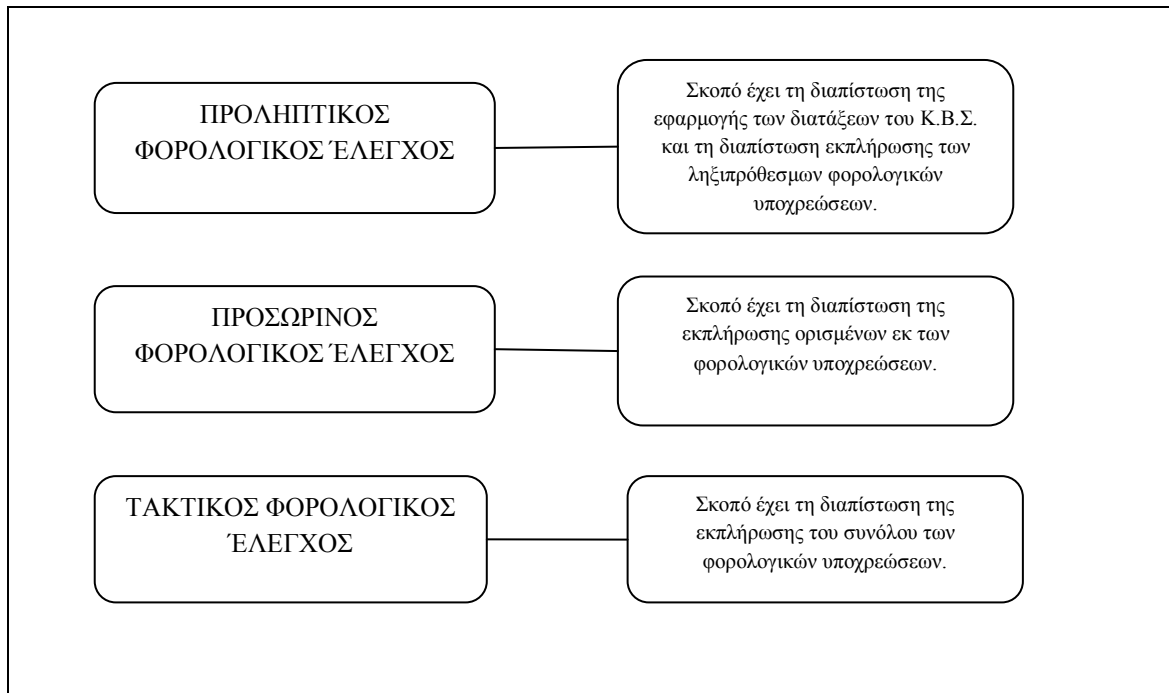 ΠΡΟΛΗΠΤΙΚΟΣ
ΦΟΡΟΛΟΓΙΚΟΣ ΈΛΕΓΧΟΣ
Σκοπό έχει τη διαπίστωση της
εφαρμογής των διατάξεων του Κ.Β.Σ.
και τη διαπίστωση εκπλήρωσης των
ληξιπρόθεσμων φορολογικών
υποχρεώσεων.
ΠΡΟΣΩΡΙΝΟΣ
ΦΟΡΟΛΟΓΙΚΟΣ ΈΛΕΓΧΟΣ
Σκοπό έχει τη διαπίστωση της
εκπλήρωσης ορισμένων εκ των
φορολογικών υποχρεώσεων.
ΤΑΚΤΙΚΟΣ ΦΟΡΟΛΟΓΙΚΟΣ
ΈΛΕΓΧΟΣ
Σκοπό έχει τη διαπίστωση της
εκπλήρωσης του συνόλου των
φορολογικών υποχρεώσεων.